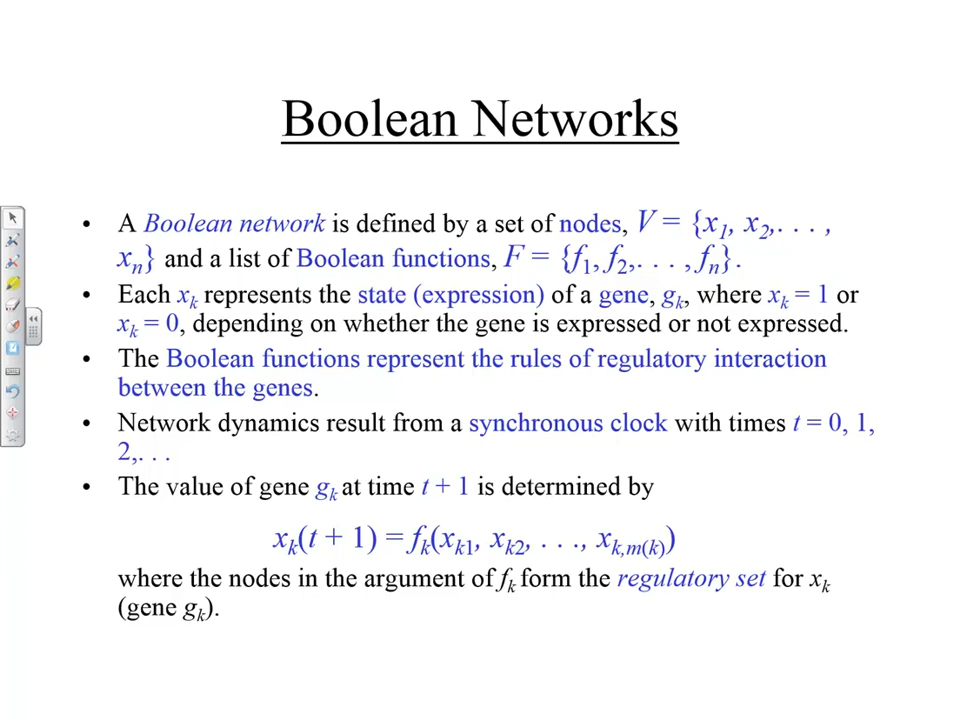 Boolean Networks
• A Boolean network is defined by a set of nodes, V = {x₁, x₂,. . . ,
xₙ} and a list of Boolean functions, F = {f₁, f₂,. . . , fₙ}.
• Each xₖ represents the state (expression) of a gene, gₖ, where xₖ = 1 or
xₖ = 0, depending on whether the gene is expressed or not expressed.
• The Boolean functions represent the rules of regulatory interaction
between the genes.
• Network dynamics result from a synchronous clock with times t = 0, 1,
2,. . .
• The value of gene gₖ at time t + 1 is determined by
xₖ(t + 1) = fₖ(xₖ₁, xₖ₂, . . ., xₖ,ₘ₍ₖ₎)
where the nodes in the argument of fₖ form the regulatory set for xₖ
(gene gₖ).